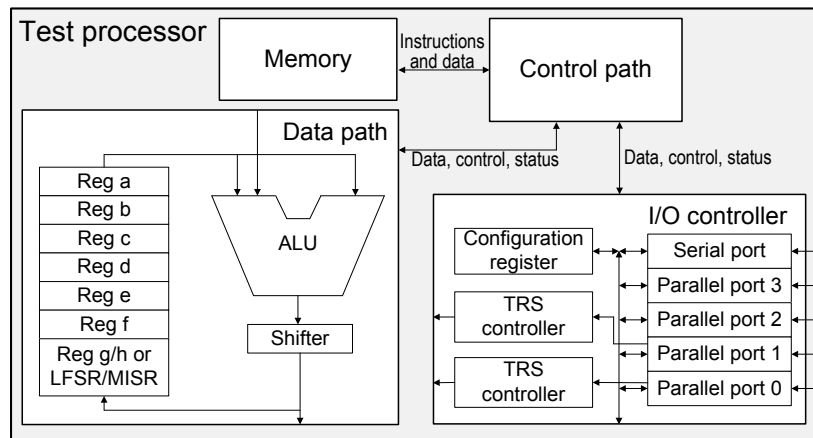 Test processor
Memory
Instructions
and data
Control path
Data path
Data, control, status
Data, control, status
Reg a
Reg b
Reg c
Reg d
Reg e
Reg f
Reg g/h or
LFSR/MISR
ALU
Shifter
I/O controller
Configuration
register
TRS
controller
TRS
controller
Serial port
Parallel port 3
Parallel port 2
Parallel port 1
Parallel port 0